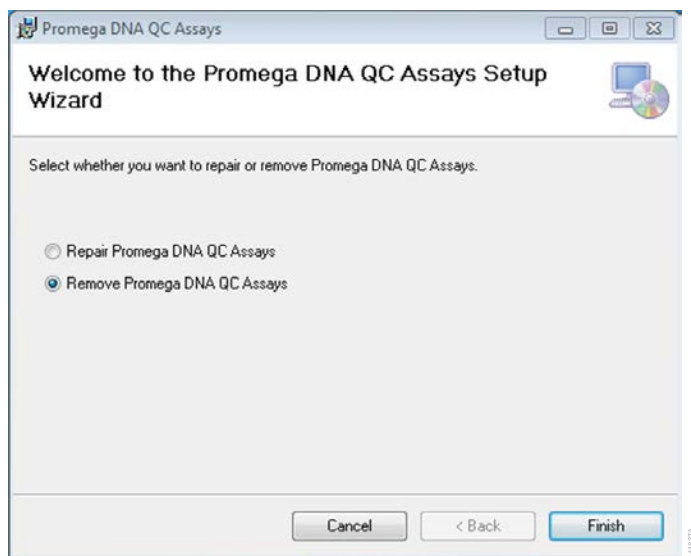 Promega DNA QC Assays
Welcome to the Promega DNA QC Assays Setup
Wizard
Select whether you want to repair or remove Promega DNA QC Assays.
Repair Promega DNA QC Assays
Remove Promega DNA QC Assays
Cancel
< Back
Finish